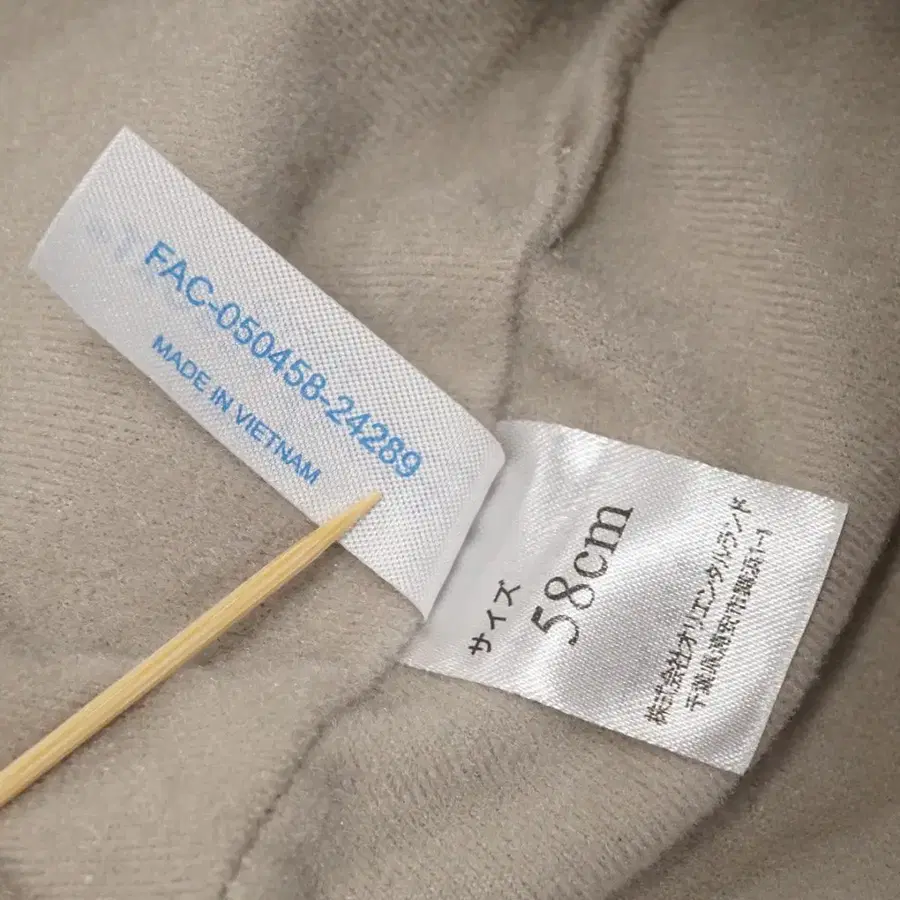 FAC-050458-24289
MADE IN VIETNAM
サイズ
58cm
株式会社オリエンタルランド
千葉県浦安市舞浜1-1